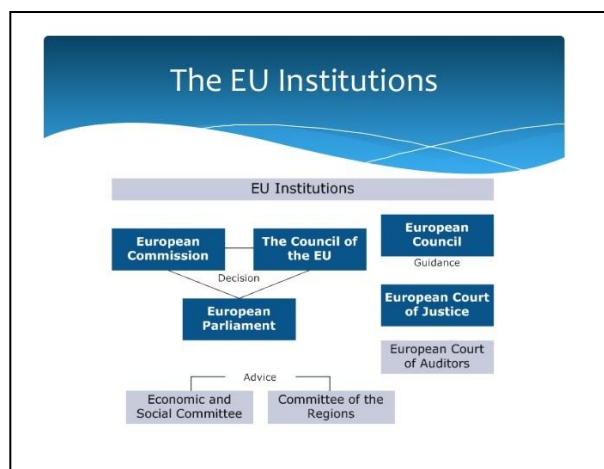 The EU Institutions
EU Institutions
European
Commission
The Council of
the EU
Decision
European
Parliament
European
Council
Guidance
European Court
of Justice
European Court
of Auditors
Advice
Economic and
Social Committee
Committee of the
Regions